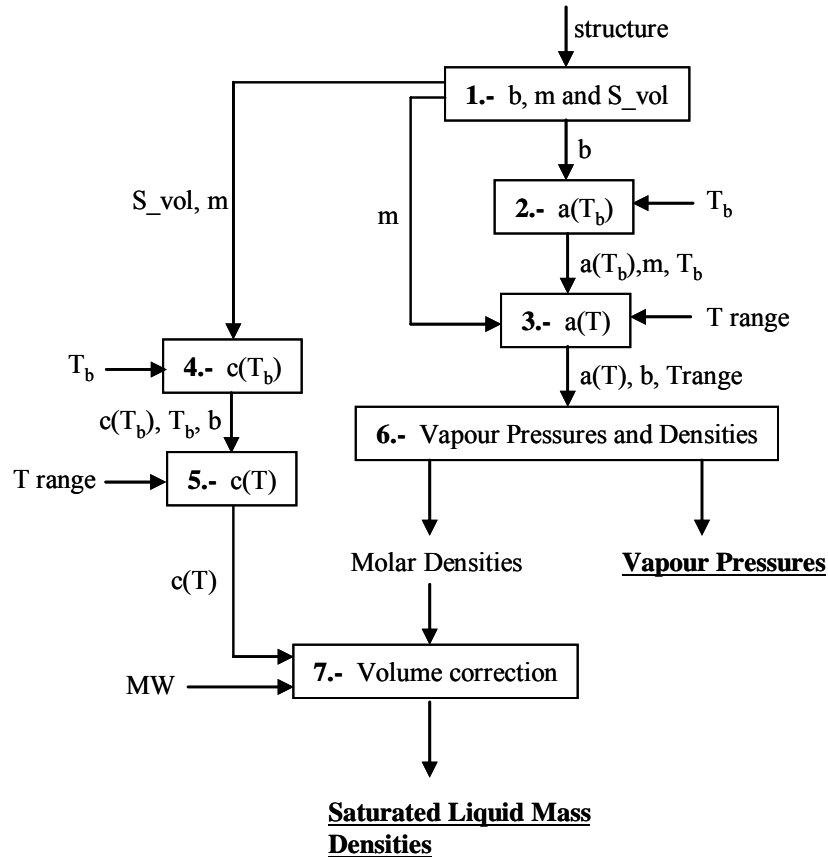 structure
1.- b, m and S_vol
b
S_vol, m
m
2.- a(Tb)
Tb
a(Tb),m, Tb
3.- a(T)
T range
Tb
4.- c(Tb)
a(T), b, Trange
c(Tb), Tb, b
6.- Vapour Pressures and Densities
T range
5.- c(T)
Molar Densities
Vapour Pressures
c(T)
7.- Volume correction
MW
Saturated Liquid Mass
Densities